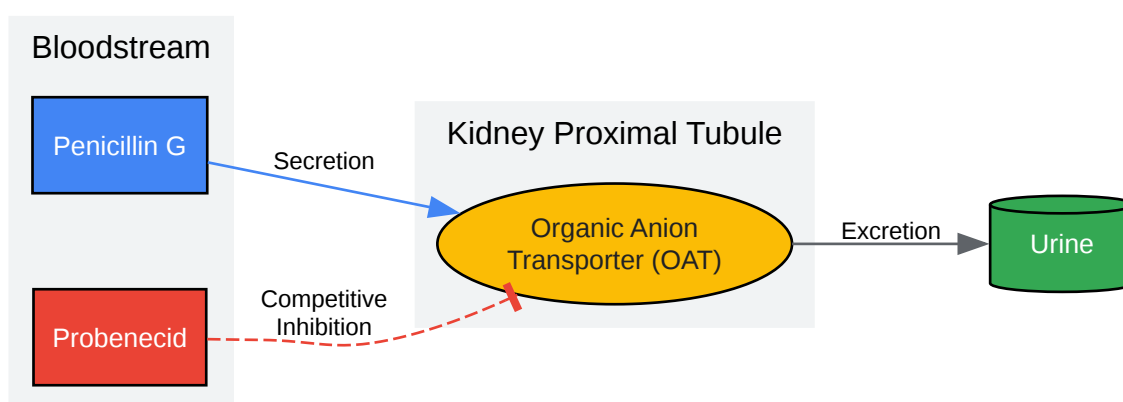 Bloodstream
Penicillin G
Secretion
Kidney Proximal Tubule
Organic Anion
Transporter (OAT)
Excretion
Urine
Competitive
Inhibition
Probenecid